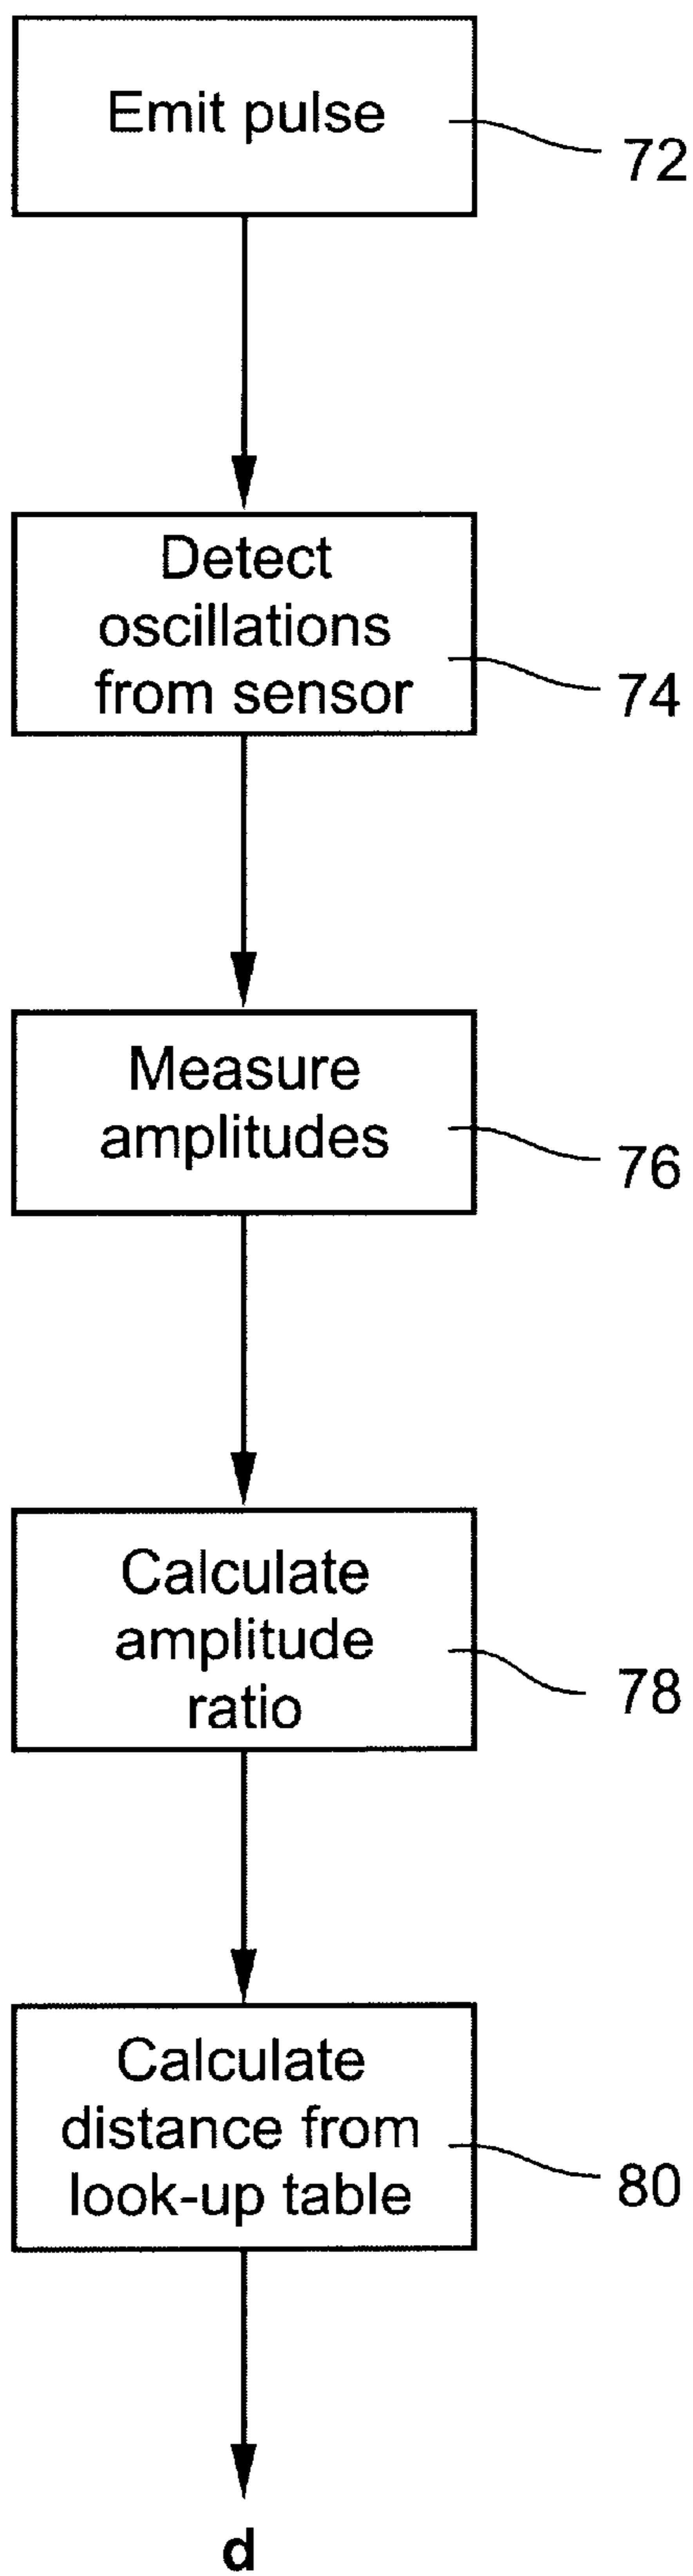 Emit pulse
72
Detect
oscillations
from sensor
74
Measure
amplitudes
76
Calculate
amplitude
ratio
78
Calculate
distance from
look-up table
80
d